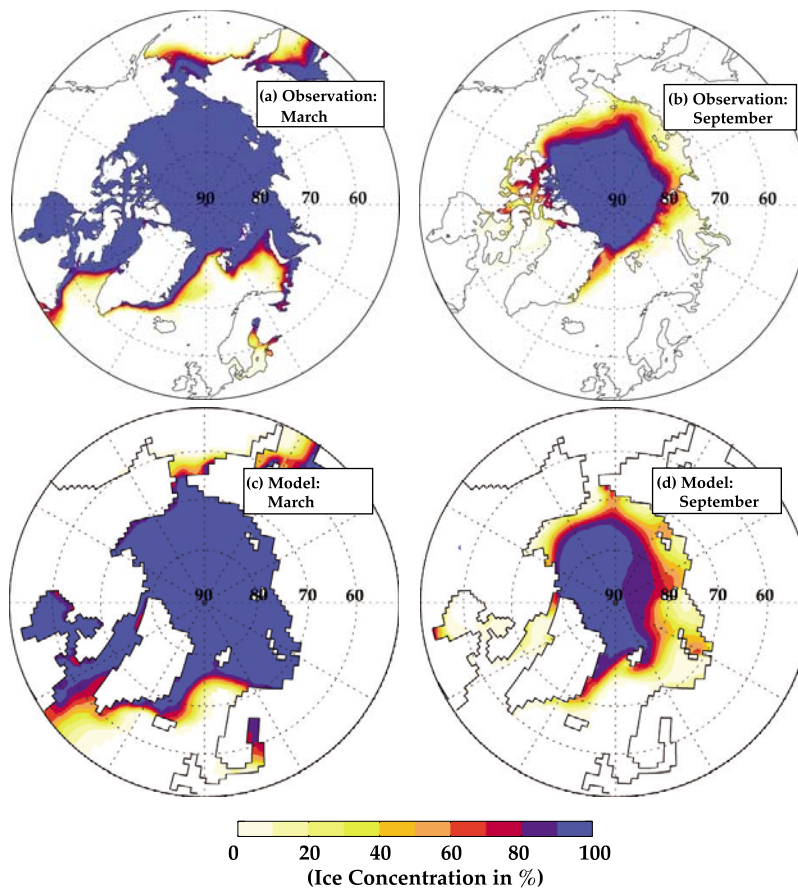 (a) Observation:
March
(b) Observation:
September
90 80 70 60
90 80 70 60
(c) Model:
March
(d) Model:
September
90 80 70 60
90 80 70 60
0 20 40 60 80 100
(Ice Concentration in %)